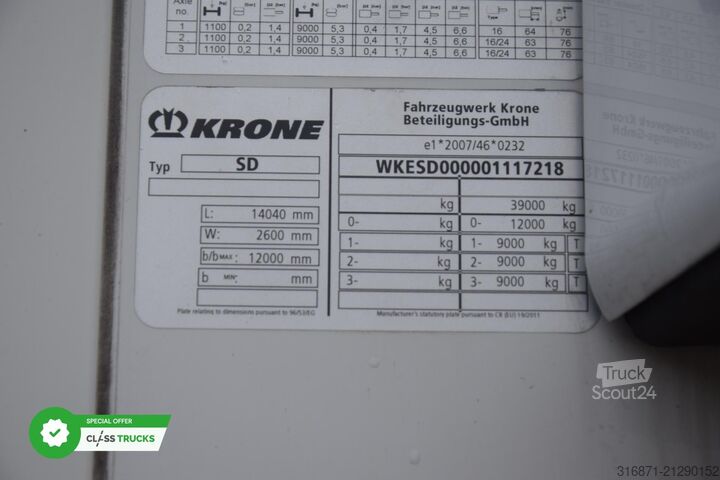 Axle no.
1 1100 0,2 1,4 9000 5,3 0,4 1,7 4,5 6,6 16 64 76
2 1100 0,2 1,4 9000 5,3 0,4 1,7 4,5 6,6 16/24 63 76
3 1100 0,2 1,4 9000 5,3 0,4 1,7 4,5 6,6 16/24 63 76
KRONE
Typ SD
L: 14040 mm
W: 2600 mm
b/b MAX: 12000 mm
b MIN: mm
Plate relating to dimensions pursuant to 96/53/EG
Fahrzeugwerk Krone
Beteiligungs-GmbH
e1*2007/46*0232
WKESD000001117218
kg 39000 kg
0- kg 0- 12000 kg
1- kg 1- 9000 kg T
2- kg 2- 9000 kg T
3- kg 3- 9000 kg T
Manufacturer's statutory plate pursuant to CR (EU) 19/2011
Truck
Scout24
SPECIAL OFFER
CLASSTRUCKS
316871-21290152